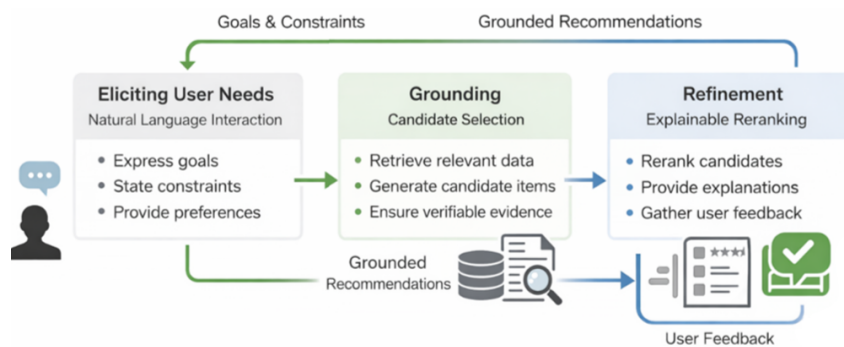 Goals & Constraints
Grounded Recommendations
Eliciting User Needs
Natural Language Interaction
Express goals
State constraints
Provide preferences
Grounding
Candidate Selection
Retrieve relevant data
Generate candidate items
Ensure verifiable evidence
Refinement
Explainable Reranking
Rerank candidates
Provide explanations
Gather user feedback
Grounded
Recommendations
User Feedback